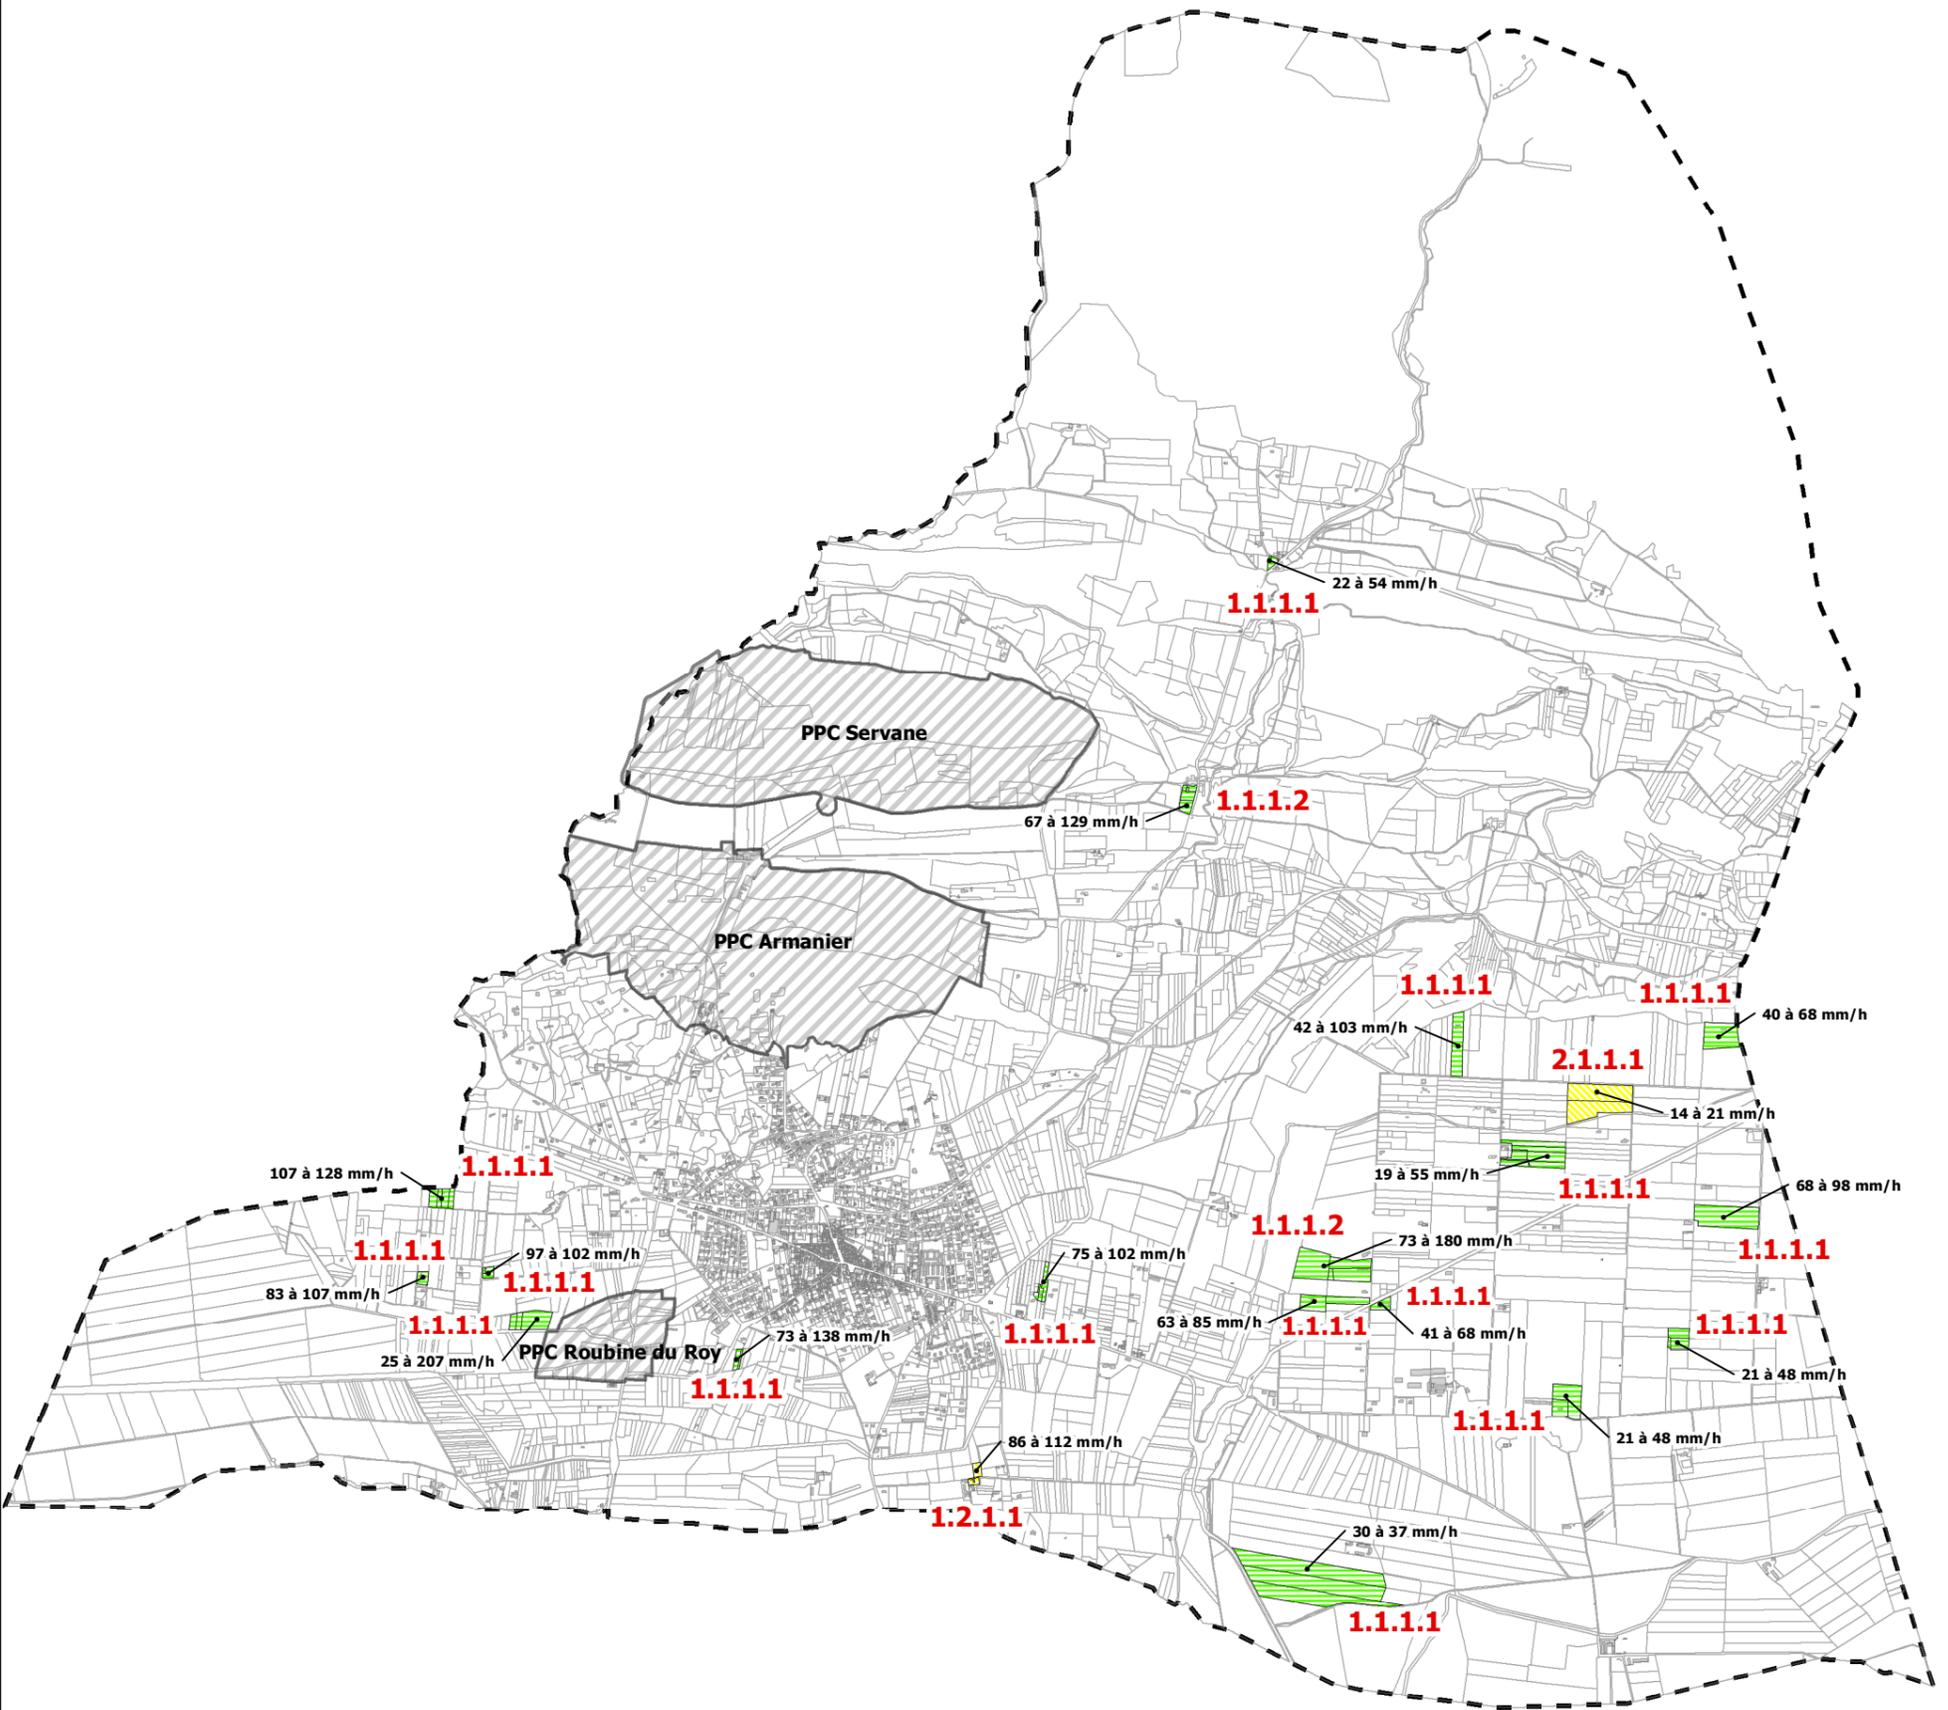 22 à 54 mm/h
1.1.1.1
PPC Servane
1.1.1.2
67 à 129 mm/h
PPC Armanier
1.1.1.1
1.1.1.1
40 à 68 mm/h
42 à 103 mm/h
2.1.1.1
14 à 21 mm/h
107 à 128 mm/h
1.1.1.1
19 à 55 mm/h
1.1.1.1
68 à 98 mm/h
1.1.1.2
73 à 180 mm/h
1.1.1.1
1.1.1.1
97 à 102 mm/h
75 à 102 mm/h
1.1.1.1
83 à 107 mm/h
1.1.1.1
1.1.1.1
63 à 85 mm/h
1.1.1.1
41 à 68 mm/h
1.1.1.1
1.1.1.1
73 à 138 mm/h
PPC Roubine du Roy
25 à 207 mm/h
21 à 48 mm/h
1.1.1.1
1.1.1.1
21 à 48 mm/h
86 à 112 mm/h
1.2.1.1
30 à 37 mm/h
1.1.1.1